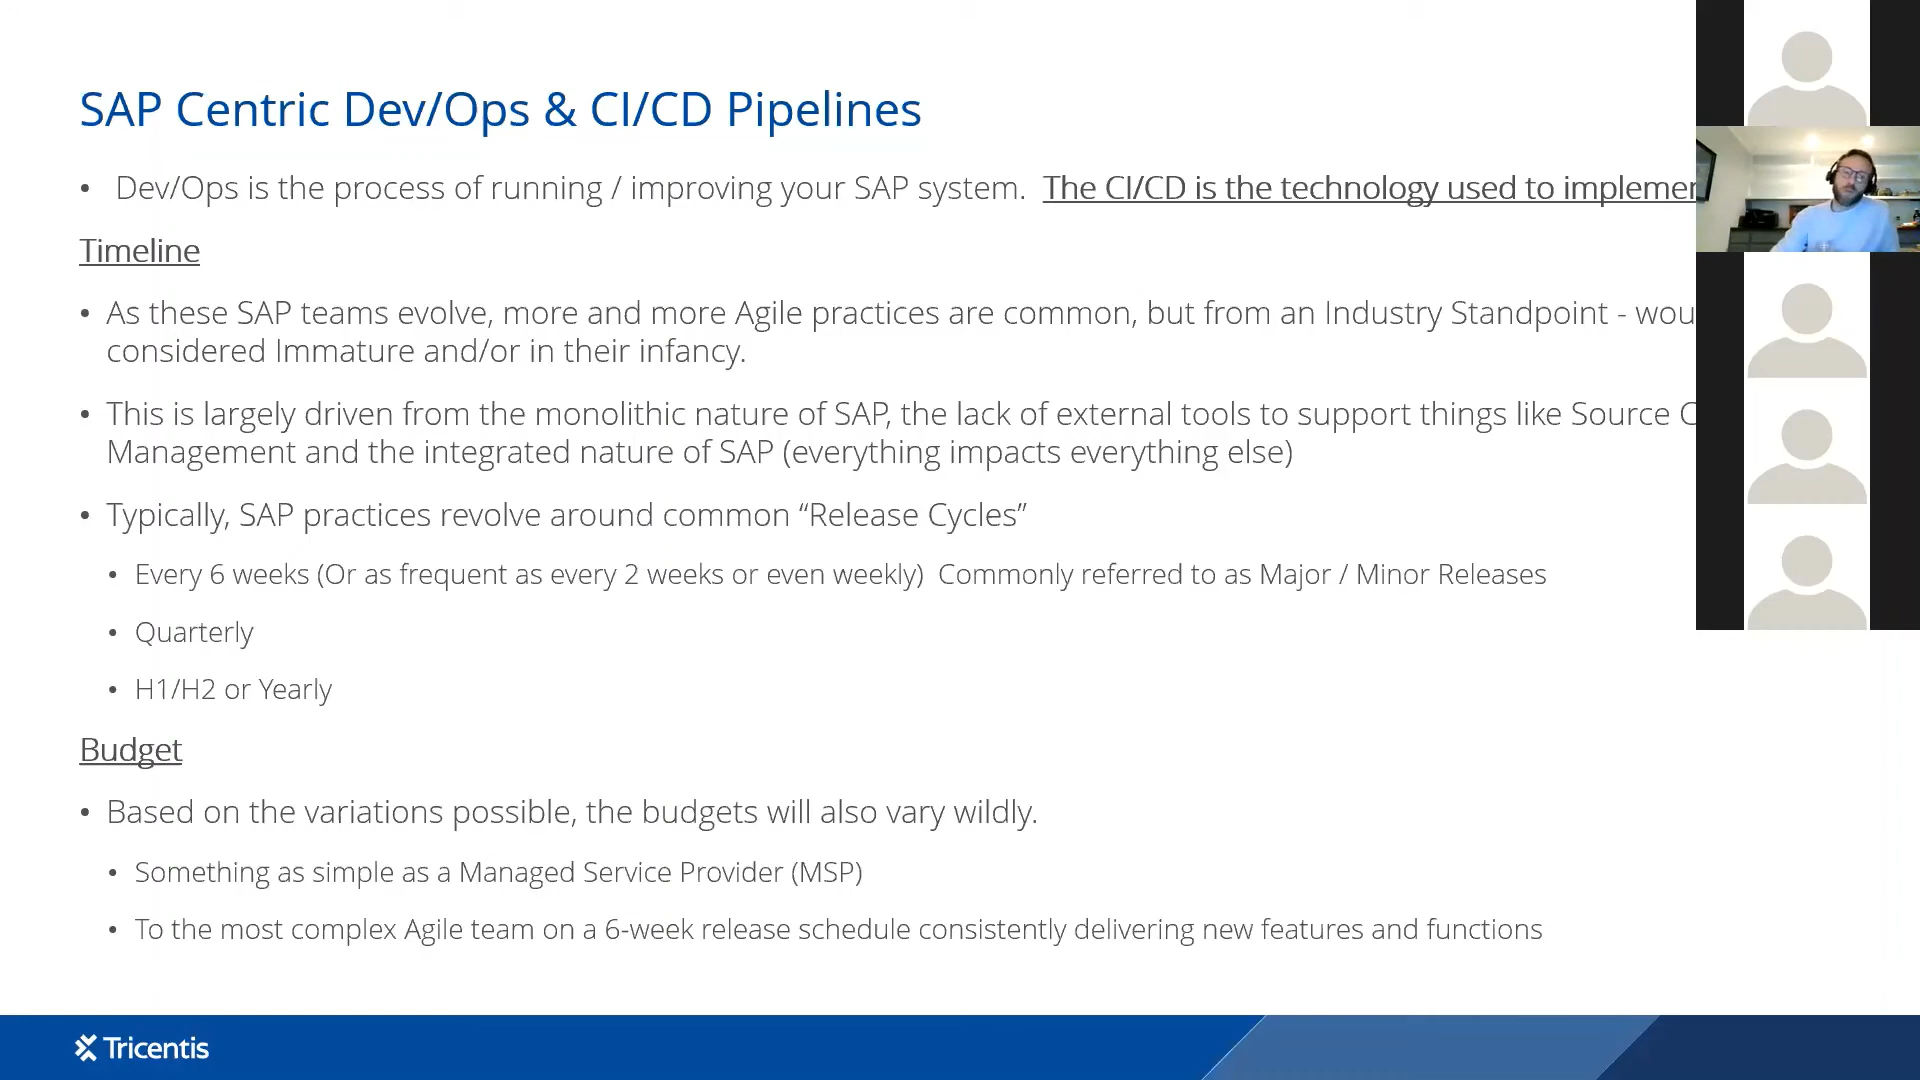 SAP Centric Dev/Ops & CI/CD Pipelines
• Dev/Ops is the process of running / improving your SAP system. The CI/CD is the technology used to
Timeline
• As these SAP teams evolve, more and more Agile practices are common, but from an Industry Standpoint -
considered Immature and/or in their infancy.
• This is largely driven from the monolithic nature of SAP, the lack of external tools to support things like Source
Management and the integrated nature of SAP (everything impacts everything else)
• Typically, SAP practices revolve around common “Release Cycles”
• Every 6 weeks (Or as frequent as every 2 weeks or even weekly) Commonly referred to as Major / Minor Releases
• Quarterly
• H1/H2 or Yearly
Budget
• Based on the variations possible, the budgets will also vary wildly.
• Something as simple as a Managed Service Provider (MSP)
• To the most complex Agile team on a 6-week release schedule consistently delivering new features and functions
Tricentis